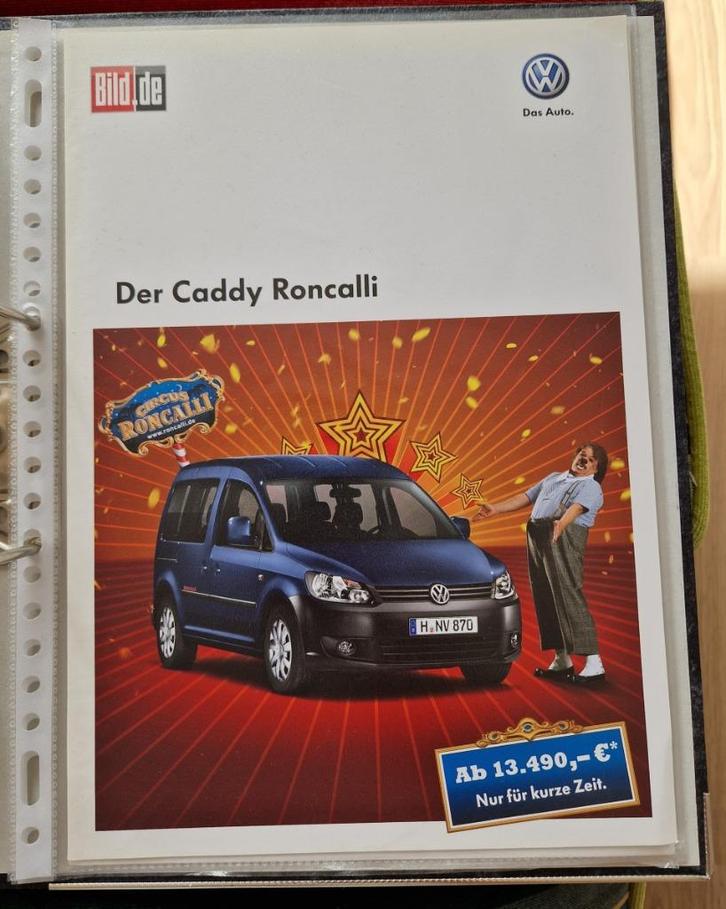 Bild.de
Das Auto.
Der Caddy Roncalli
CIRCUS
RONCALLI
www.roncalli.de
H NV 870
Ab 13.490,– €*
Nur für kurze Zeit.